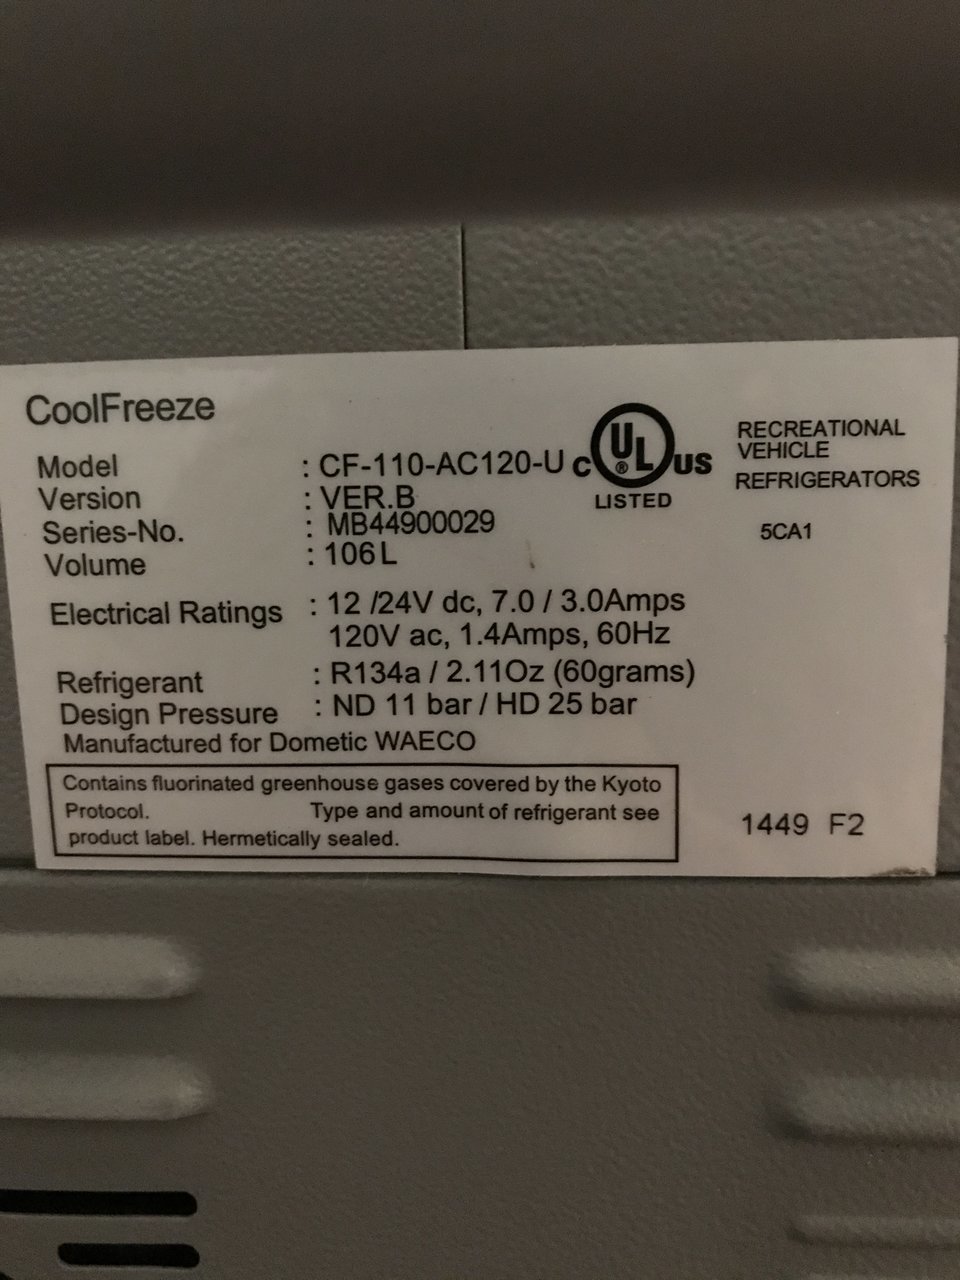 CoolFreeze
Model : CF-110-AC120-U
Version : VER.B
Series-No. : MB44900029
Volume : 106L
Electrical Ratings : 12 /24V dc, 7.0 / 3.0Amps
120V ac, 1.4Amps, 60Hz
Refrigerant : R134a / 2.11Oz (60grams)
Design Pressure : ND 11 bar / HD 25 bar
Manufactured for Dometic WAECO
Contains fluorinated greenhouse gases covered by the Kyoto
Protocol. Type and amount of refrigerant see
product label. Hermetically sealed.
C UL ® US
LISTED
RECREATIONAL
VEHICLE
REFRIGERATORS
5CA1
1449 F2